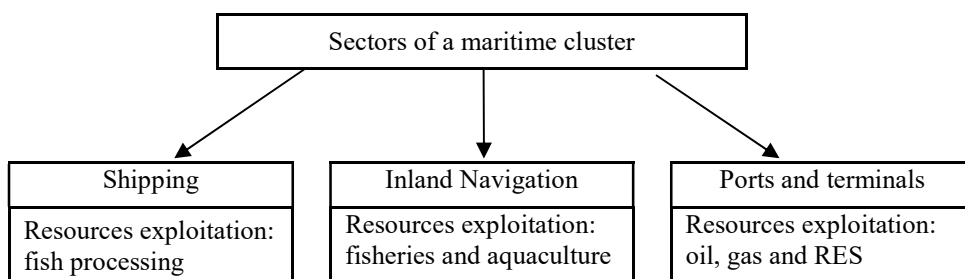 Sectors of a maritime cluster
Shipping
Resources exploitation:
fish processing
Inland Navigation
Resources exploitation:
fisheries and aquaculture
Ports and terminals
Resources exploitation:
oil, gas and RES